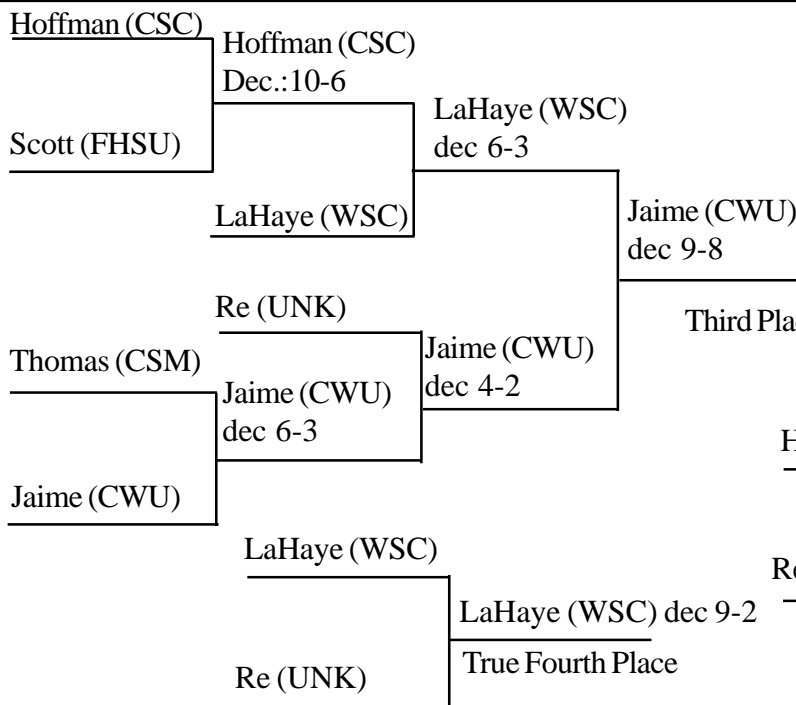 Hoffman (CSC)
Hoffman (CSC)
Dec.:10-6
Scott (FHSU)
LaHaye (WSC)
dec 6-3
LaHaye (WSC)
Jaime (CWU)
dec 9-8
Re (UNK)
Third Pla
Thomas (CSM)
Jaime (CWU)
dec 4-2
Jaime (CWU)
dec 6-3
Jaime (CWU)
LaHaye (WSC)
LaHaye (WSC) dec 9-2
True Fourth Place
Re (UNK)